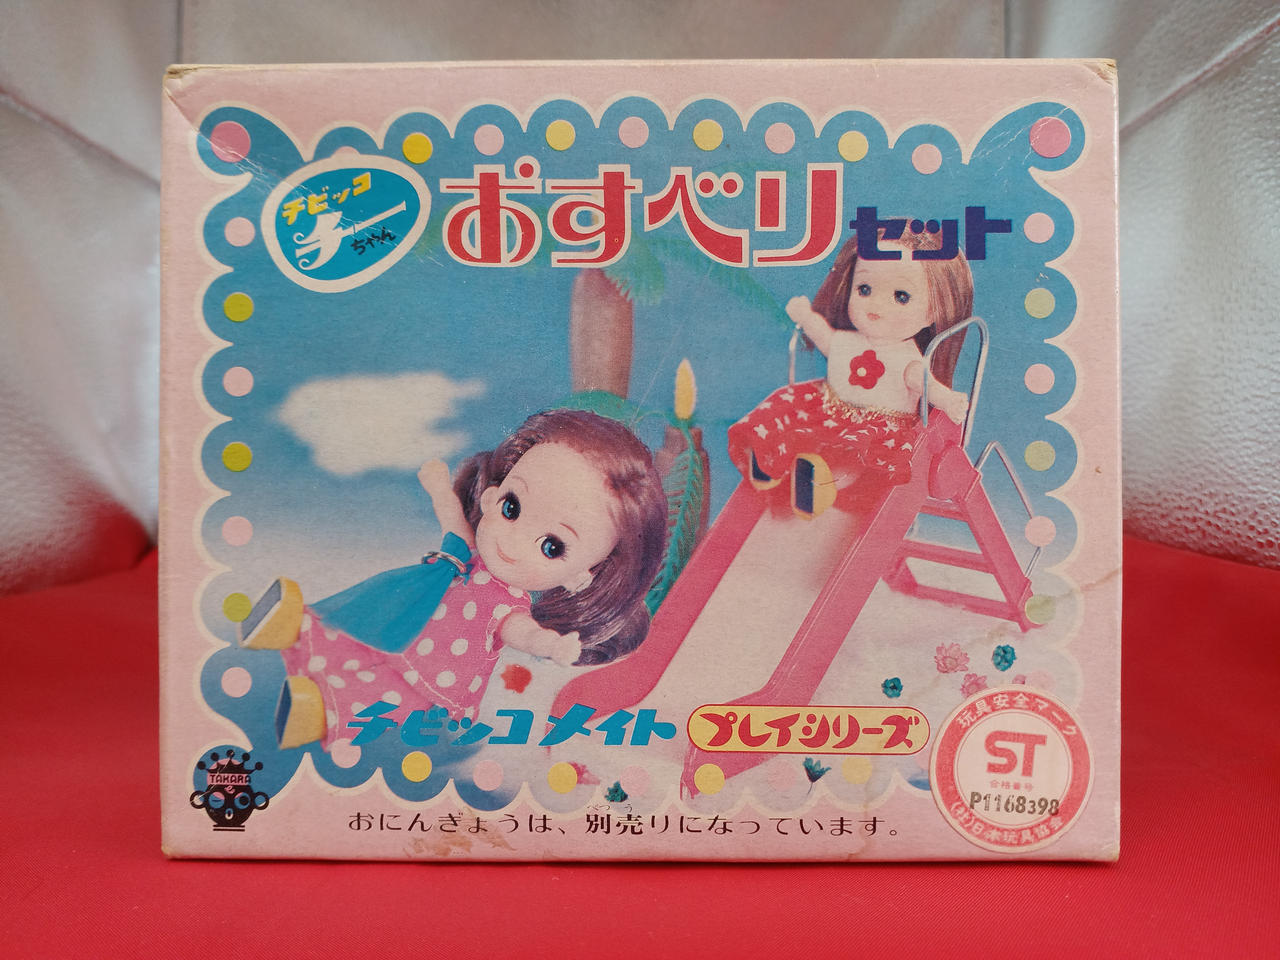 チビッコ
チーちゃん
おすべりセット
チビッコメイト プレイシリーズ
TAKARA
べつ う
おにんぎょうは、別売りになっています。
玩具安全マーク
ST
合格番号
P1168398
(社)日本玩具協会